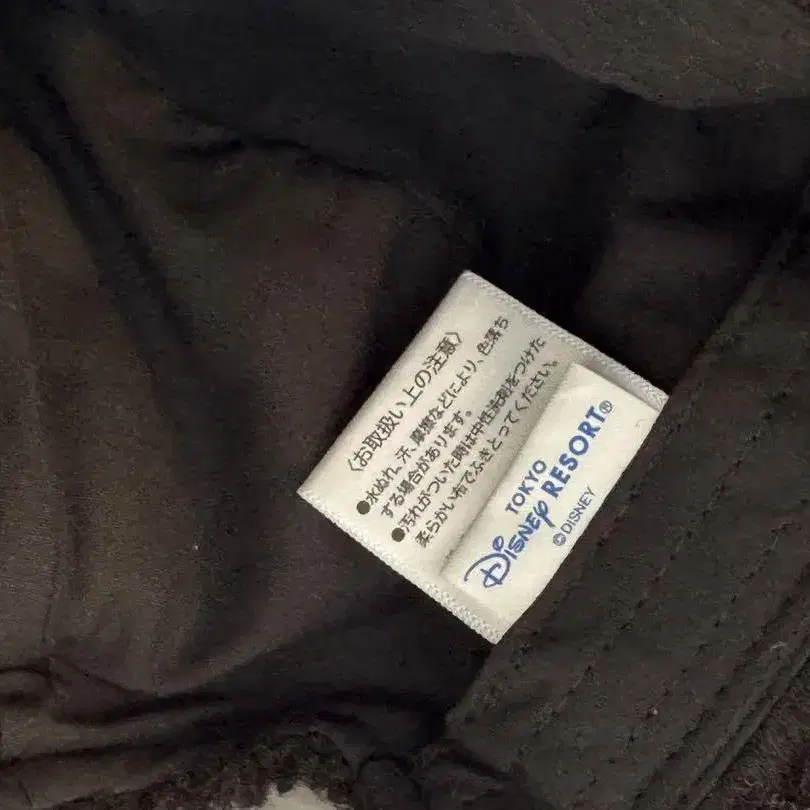 〈お取扱い上の注意〉
●水ぬれ、汗、摩擦などにより、色落ち
する場合があります。
●汚れがついた時は中性洗剤をつけた
柔らかい布でふきとってください。
TOKYO
Disney RESORT®
©DISNEY